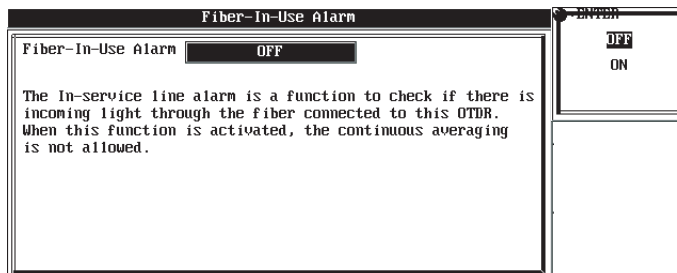 Fiber-In-Use Alarm
Fiber-In-Use Alarm OFF
The In-service line alarm is a function to check if there is
incoming light through the fiber connected to this OTDR.
When this function is activated, the continuous averaging
is not allowed.
ENTER
OFF
ON